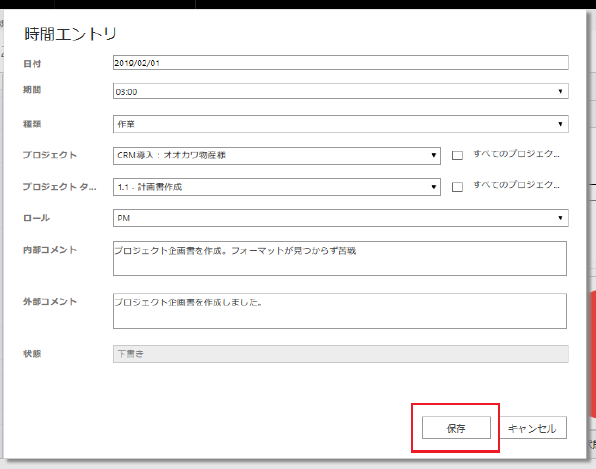 時間エントリ
日付 2019/02/01
期間 03:00
種類 作業
プロジェクト CRM導入：オオカワ物産様 すべてのプロジェク...
プロジェクト タ... 1.1 - 計画書作成 すべてのプロジェク...
ロール PM
内部コメント プロジェクト企画書を作成。フォーマットが見つからず苦戦
外部コメント プロジェクト企画書を作成しました。
状態 下書き
保存 キャンセル